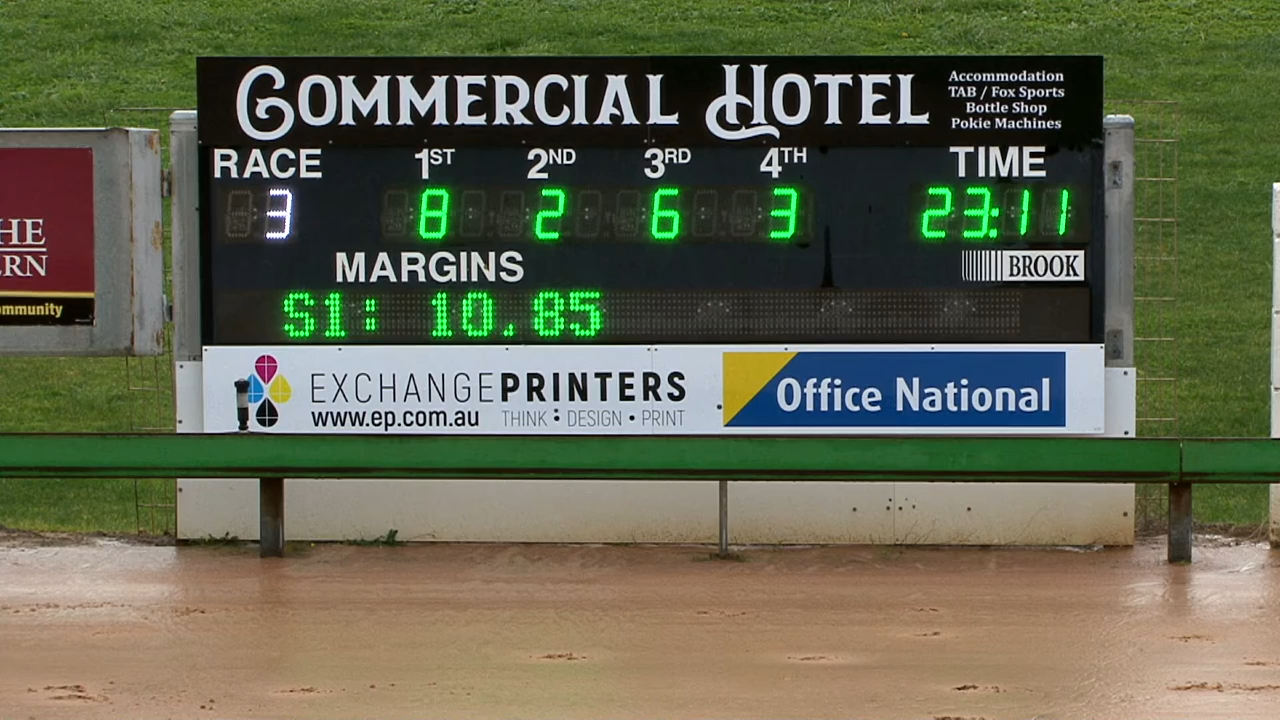 COMMERCIAL HOTEL
Accommodation
TAB / Fox Sports
Bottle Shop
Pokie Machines
RACE 1ST 2ND 3RD 4TH TIME
3 8 2 6 3 23:11
MARGINS
BROOK
S1: 10.85
HE
RN
ommunity
EXCHANGEPRINTERS
www.ep.com.au THINK • DESIGN • PRINT
Office National